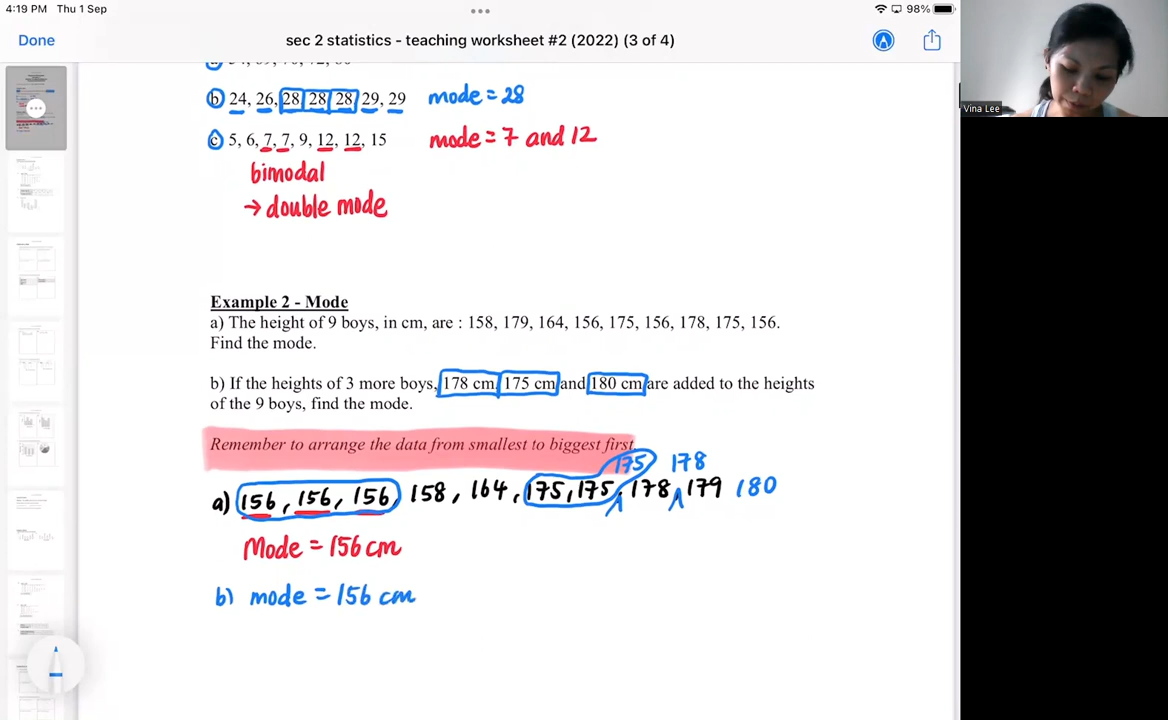 4:19 PM Thu 1 Sep
98%
Done
sec 2 statistics - teaching worksheet #2 (2022) (3 of 4)
b 24, 26, 28 28 28, 29, 29 mode = 28
c 5, 6, 7, 7, 9, 12, 12, 15 mode = 7 and 12
bimodal
→ double mode
Example 2 - Mode
a) The height of 9 boys, in cm, are : 158, 179, 164, 156, 175, 156, 178, 175, 156.
Find the mode.
b) If the heights of 3 more boys, 178 cm, 175 cm and 180 cm are added to the heights
of the 9 boys, find the mode.
Remember to arrange the data from smallest to biggest first
175 178
a) 156, 156, 156, 158, 164, 175, 175, 178, 179 180
Mode = 156 cm
b) mode = 156 cm
Vina Lee